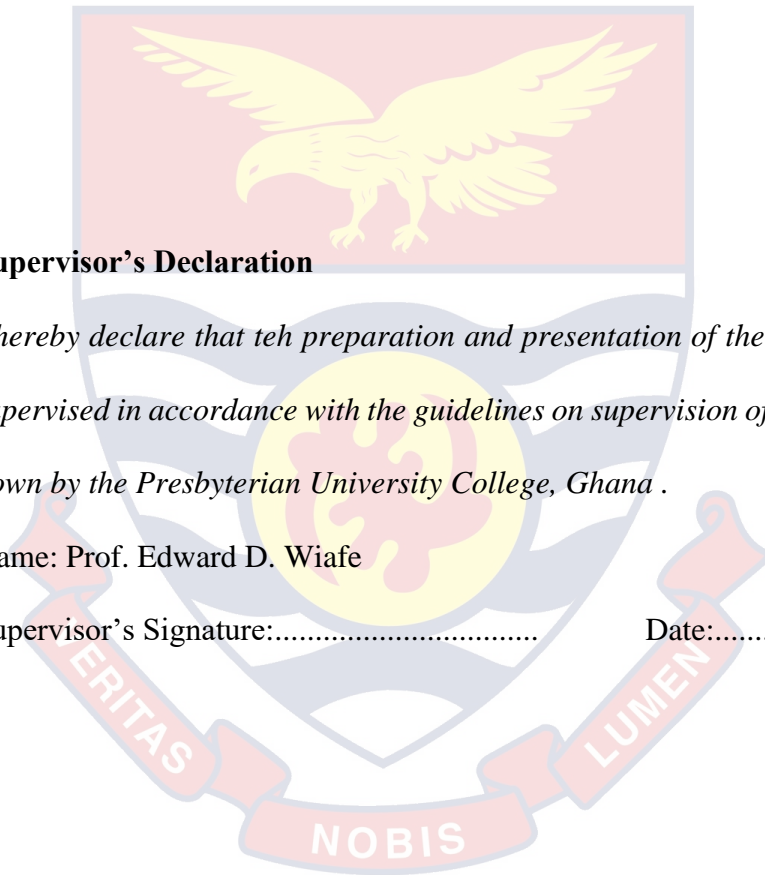 upervisor’s Declaration
hereby declare that teh preparation and presentation of the
pervised in accordance with the guidelines on supervision of
own by the Presbyterian University College, Ghana .
ame: Prof. Edward D. Wiafe
upervisor’s Signature:................................. Date:......
VERITAS
NOBIS
LUMEN